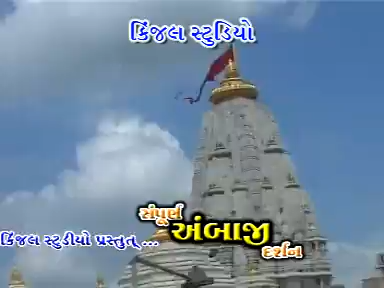 કિંજલ સ્ટુડિયો
સંપૂર્ણ
અંબાજી
દર્શન
કિંજલ સ્ટુડીયો પ્રસ્તુત્ ...